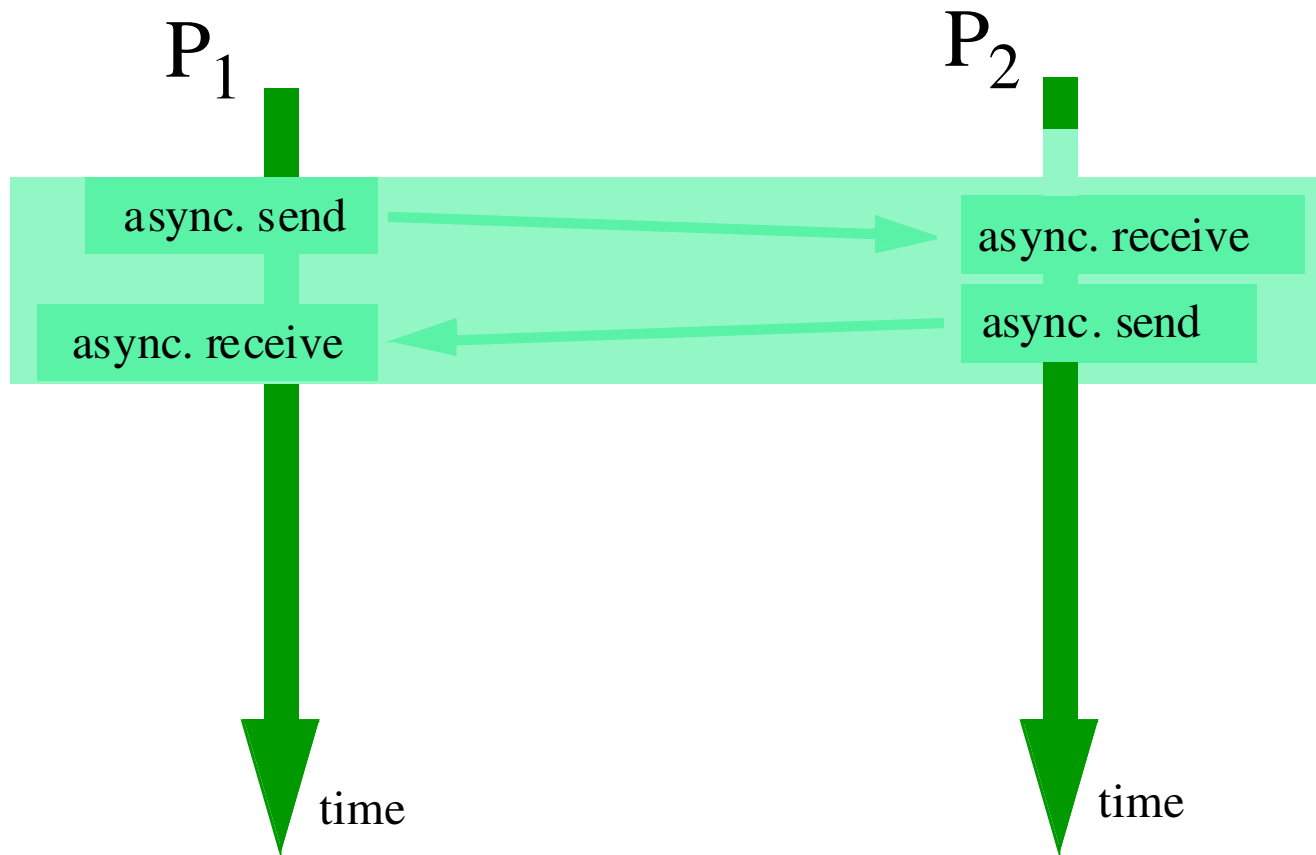 P₁
P₂
async. send
async. receive
async. send
async. receive
time
time